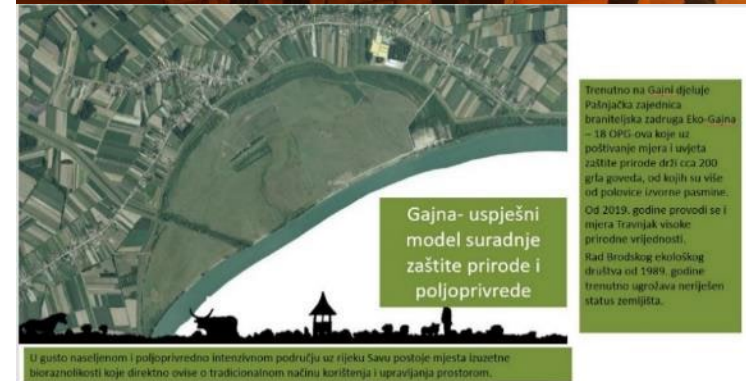 Gajna- uspješni
model suradnje
zaštite prirode i
poljoprivrede
Trenutno na Gajni djeluje
Pašnjačka zajednica
braniteljska zadruga Eko-Gajna
– 18 OPG-ova koje uz
poštivanje mjera i uvjeta
zaštite prirode drži cca 200
grla goveda, od kojih su više
od polovice izvorne pasmine.
Od 2019. godine provodi se i
mjera Travnjak visoke
prirodne vrijednosti.
Rad Brodskog ekološkog
društva od 1989. godine
trenutno ugrožava neriješen
status zemljišta.
U gusto naseljenom i poljoprivredno intenzivnom području uz rijeku Savu postoje mjesta izuzetne
bioraznolikosti koje direktno ovise o tradicionalnom načinu korištenja i upravljanja prostorom.